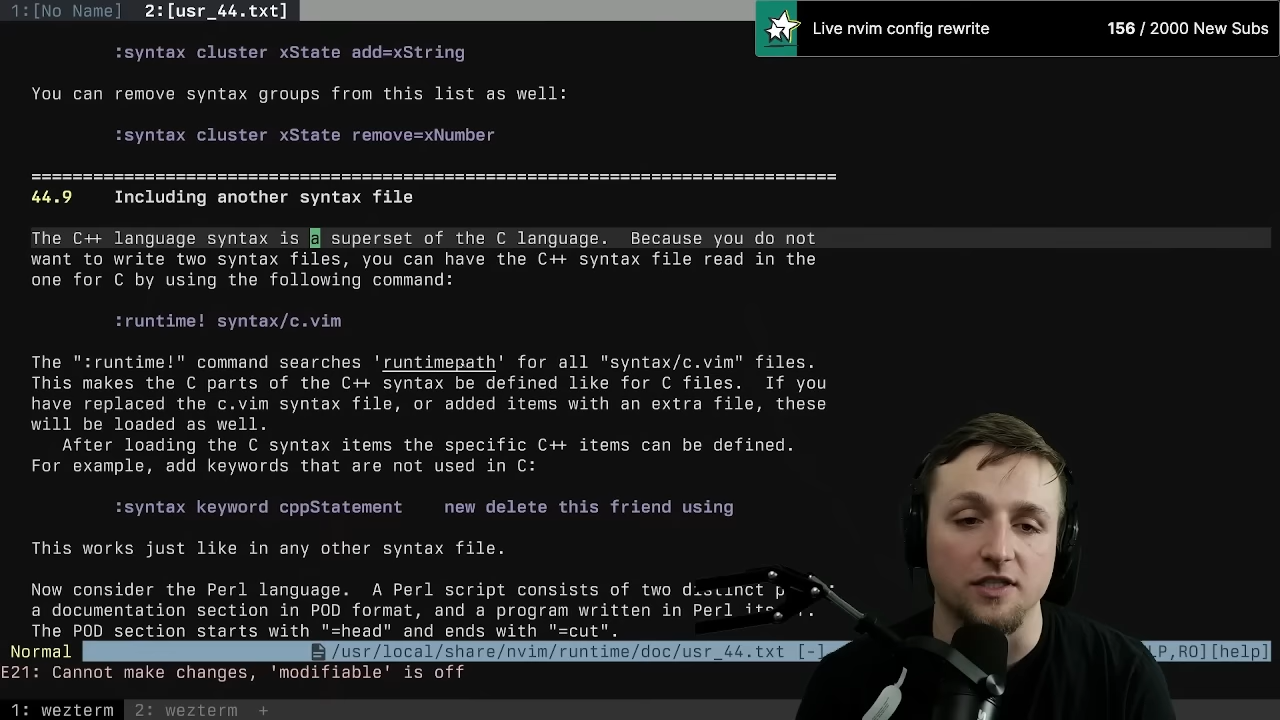 1:[No Name]  2:[usr_44.txt]
Live nvim config rewrite
156 / 2000 New Subs
:syntax cluster xState add=xString
You can remove syntax groups from this list as well:
:syntax cluster xState remove=xNumber
==============================================================================
44.9    Including another syntax file
The C++ language syntax is a superset of the C language.  Because you do not
want to write two syntax files, you can have the C++ syntax file read in the
one for C by using the following command:
:runtime! syntax/c.vim
The ":runtime!" command searches 'runtimepath' for all "syntax/c.vim" files.
This makes the C parts of the C++ syntax be defined like for C files.  If you
have replaced the c.vim syntax file, or added items with an extra file, these
will be loaded as well.
After loading the C syntax items the specific C++ items can be defined.
For example, add keywords that are not used in C:
:syntax keyword cppStatement    new delete this friend using
This works just like in any other syntax file.
Now consider the Perl language.  A Perl script consists of two distinct
a documentation section in POD format, and a program written in Perl
The POD section starts with "=head" and ends with "=cut".
Normal /usr/local/share/nvim/runtime/doc/usr_44.txt [-] LP,RO][help]
E21: Cannot make changes, 'modifiable' is off
1: wezterm  2: wezterm  +